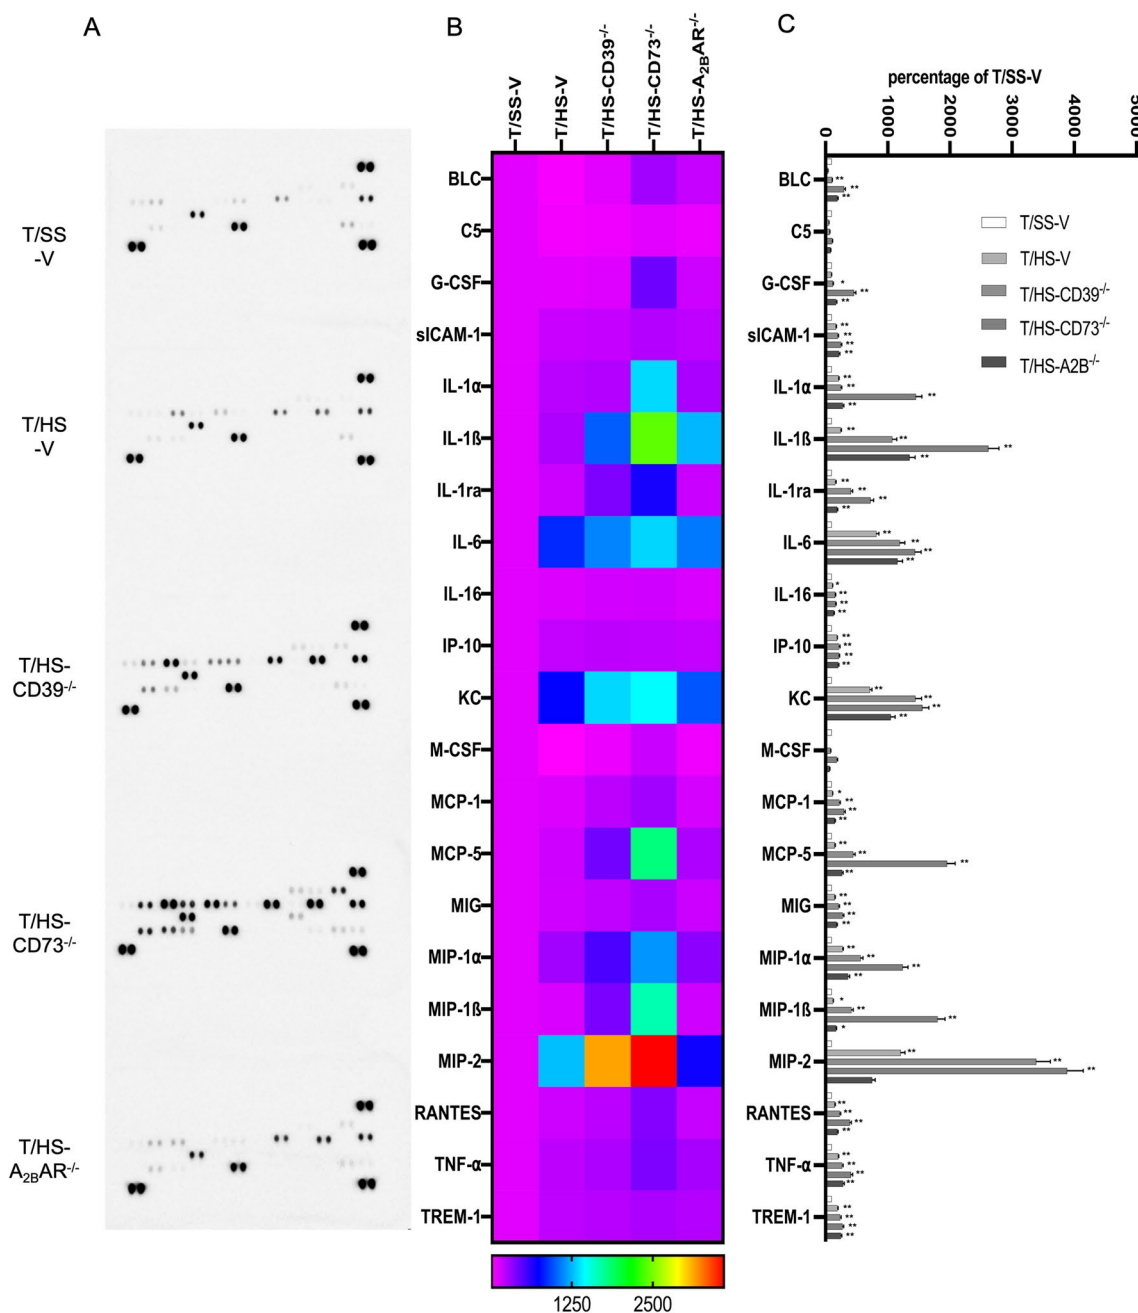 A
B
C
T/SS-V
T/HS-V
T/HS-CD39-/-
T/HS-CD73-/-
T/HS-A2BAR-/-
percentage of T/SS-V
0
1000
2000
3000
4000
5000
T/SS
-V
T/HS
-V
T/HS-
CD39-/-
T/HS-
CD73-/-
T/HS-
A2BAR-/-
BLC
C5
G-CSF
sICAM-1
IL-1α
IL-1ß
IL-1ra
IL-6
IL-16
IP-10
KC
M-CSF
MCP-1
MCP-5
MIG
MIP-1α
MIP-1ß
MIP-2
RANTES
TNF-α
TREM-1
1250
2500
BLC
** 
**
**
C5
G-CSF
*
**
**
sICAM-1
**
**
**
**
IL-1α
**
**
**
**
IL-1ß
**
**
**
**
IL-1ra
**
**
**
**
IL-6
**
**
**
**
IL-16
*
**
**
**
IP-10
**
**
**
**
KC
**
**
**
**
M-CSF
MCP-1
*
**
**
**
MCP-5
**
**
**
**
MIG
**
**
**
**
MIP-1α
**
**
**
**
MIP-1ß
*
**
**
*
MIP-2
**
**
**
RANTES
**
**
**
**
TNF-α
**
**
**
**
TREM-1
**
**
**
**
T/SS-V
T/HS-V
T/HS-CD39-/-
T/HS-CD73-/-
T/HS-A2B-/-